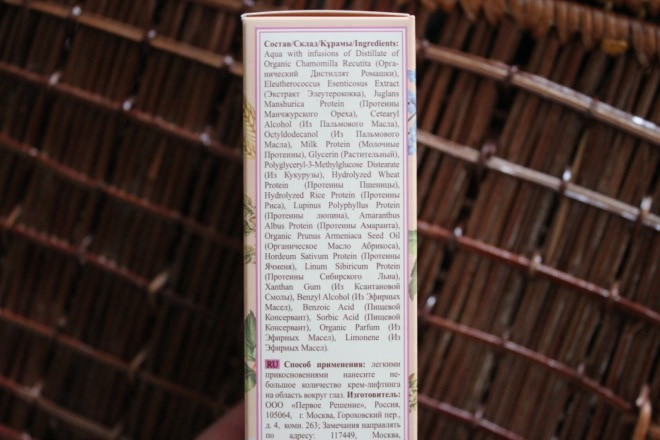 Состав/Склад/Құрамы/Ingredients:
Aqua with infusions of Distillate of
Organic Chamomilla Recutita (Орга-
нический Дистиллят Ромашки),
Eleutherococcus Esenticosus Extract
(Экстракт Элеутерококка), Juglans
Manshurica Protein (Протеины
Манчжурского Ореха), Cetearyl
Alcohol (Из Пальмового Масла),
Octyldodecanol (Из Пальмового
Масла), Milk Protein (Молочные
Протеины), Glycerin (Растительный),
Polyglyceryl-3-Methylglucose Distearate
(Из Кукурузы), Hydrolyzed Wheat
Protein (Протеины Пшеницы),
Hydrolyzed Rice Protein (Протеины
Риса), Lupinus Polyphyllus Protein
(Протеины люпина), Amaranthus
Albus Protein (Протеины Амаранта),
Organic Prunus Armeniaca Seed Oil
(Органическое Масло Абрикоса),
Hordeum Sativum Protein (Протеины
Ячменя), Linum Sibiricum Protein
(Протеины Сибирского Льна),
Xanthan Gum (Из Ксантановой
Смолы), Benzyl Alcohol (Из Эфирных
Масел), Benzoic Acid (Пищевой
Консервант), Sorbic Acid (Пищевой
Консервант), Organic Parfum (Из
Эфирных Масел), Limonene (Из
Эфирных Масел).
RU Способ применения: легкими
прикосновениями нанесите не-
большое количество крем-лифтинга
на область вокруг глаз. Изготовитель:
ООО «Первое Решение», Россия,
105064, г. Москва, Гороховский пер.,
д. 4, комн. 263; Замечания направлять
по адресу: 117449, Москва,